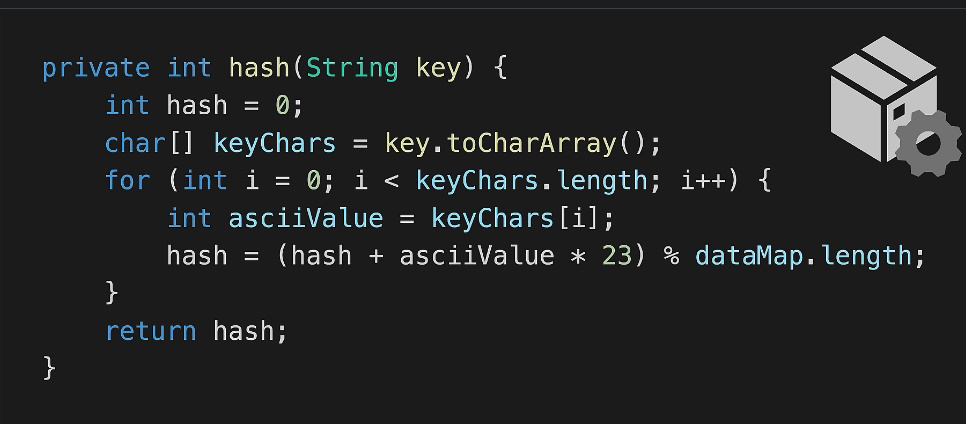 private int hash(String key) {
    int hash = 0;
    char[] keyChars = key.toCharArray();
    for (int i = 0; i < keyChars.length; i++) {
        int asciiValue = keyChars[i];
        hash = (hash + asciiValue * 23) % dataMap.length;
    }
    return hash;
}